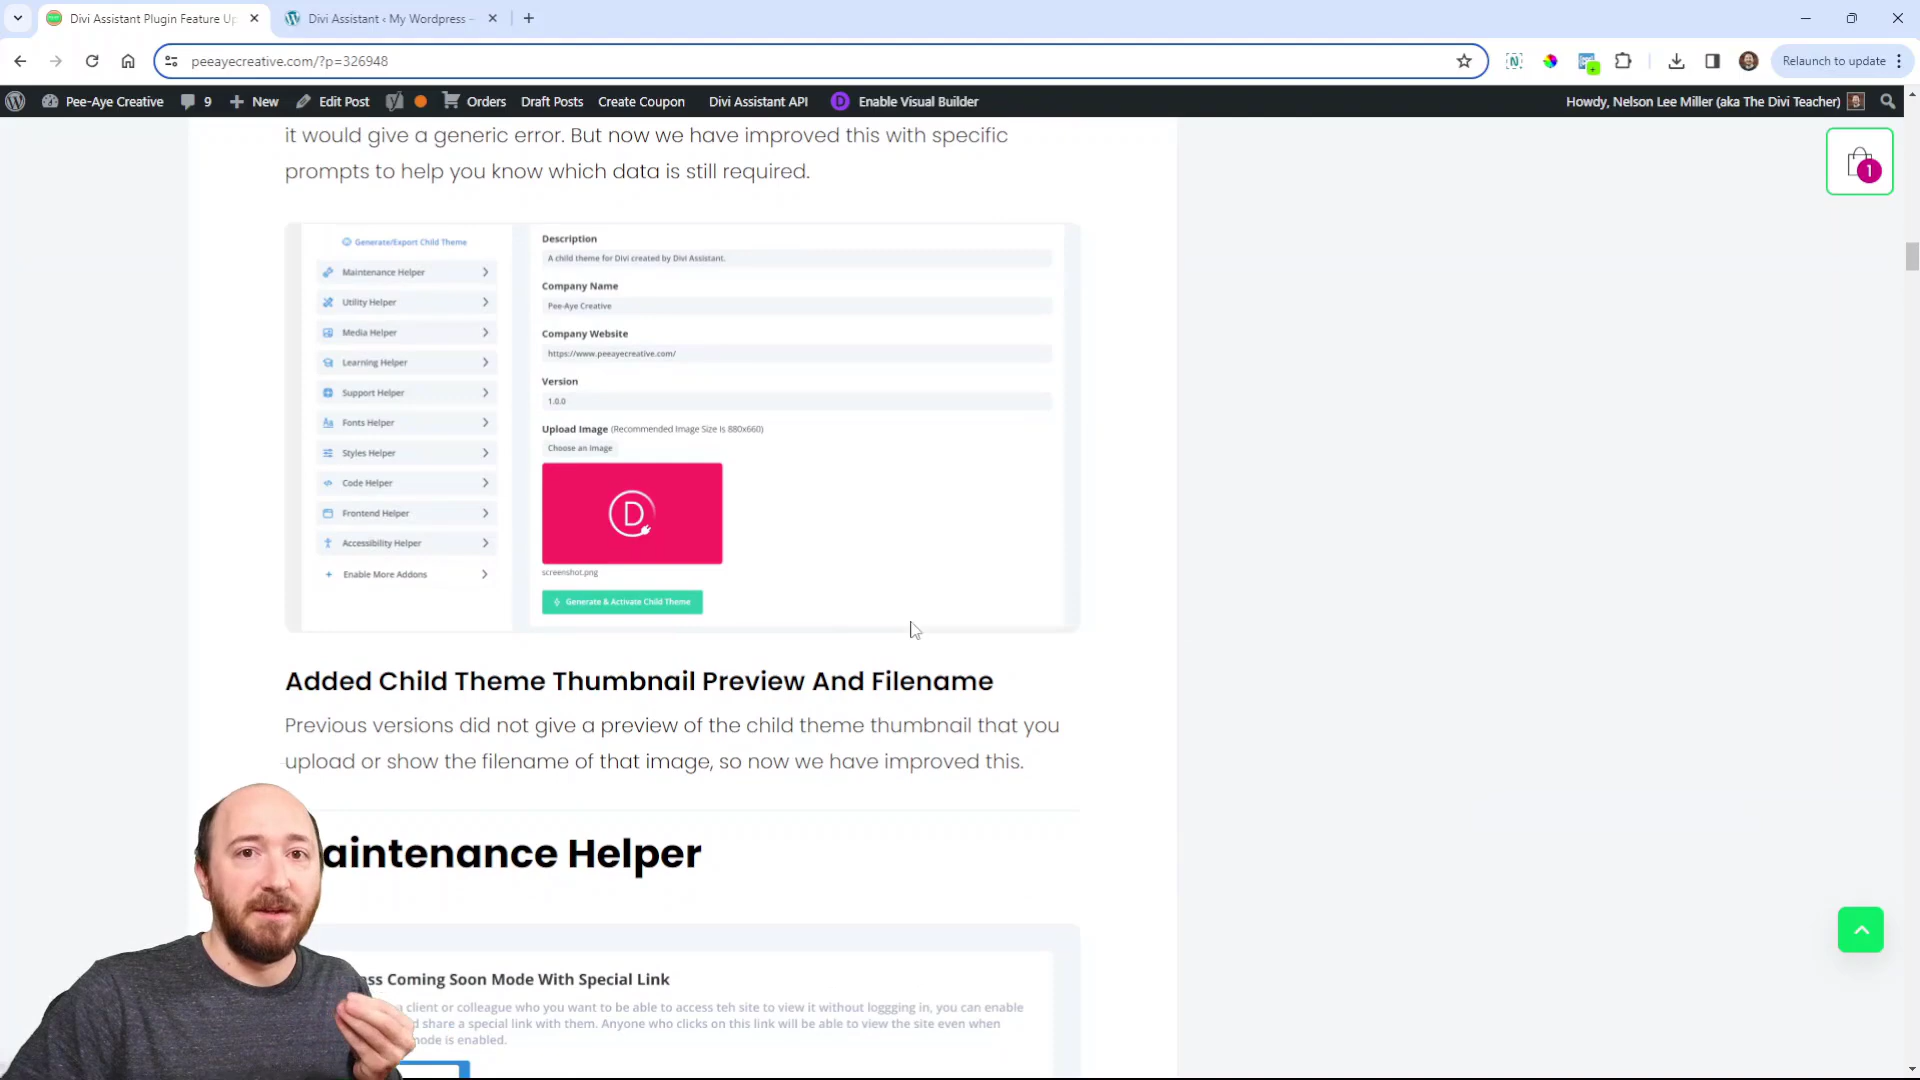 Divi Assistant Plugin Feature Up
Divi Assistant ‹ My Wordpress –
peeayecreative.com/?p=326948
Relaunch to update
Pee-Aye Creative
9
New
Edit Post
Orders
Draft Posts
Create Coupon
Divi Assistant API
D
Enable Visual Builder
Howdy, Nelson Lee Miller (aka The Divi Teacher)
1
it would give a generic error. But now we have improved this with specific
prompts to help you know which data is still required.
Generate/Export Child Theme
Maintenance Helper
Utility Helper
Media Helper
Learning Helper
Support Helper
Fonts Helper
Styles Helper
Code Helper
Frontend Helper
Accessibility Helper
Enable More Addons
Description
A child theme for Divi created by Divi Assistant.
Company Name
Pee-Aye Creative
Company Website
https://www.peeayecreative.com/
Version
1.0.0
Upload Image (Recommended Image Size Is 880x660)
Choose an Image
D
screenshot.png
Generate & Activate Child Theme
Added Child Theme Thumbnail Preview And Filename
Previous versions did not give a preview of the child theme thumbnail that you
upload or show the filename of that image, so now we have improved this.
aintenance Helper
ass Coming Soon Mode With Special Link
a client or colleague who you want to be able to access teh site to view it without loggging in, you can enable
d share a special link with them. Anyone who clicks on this link will be able to view the site even when
mode is enabled.